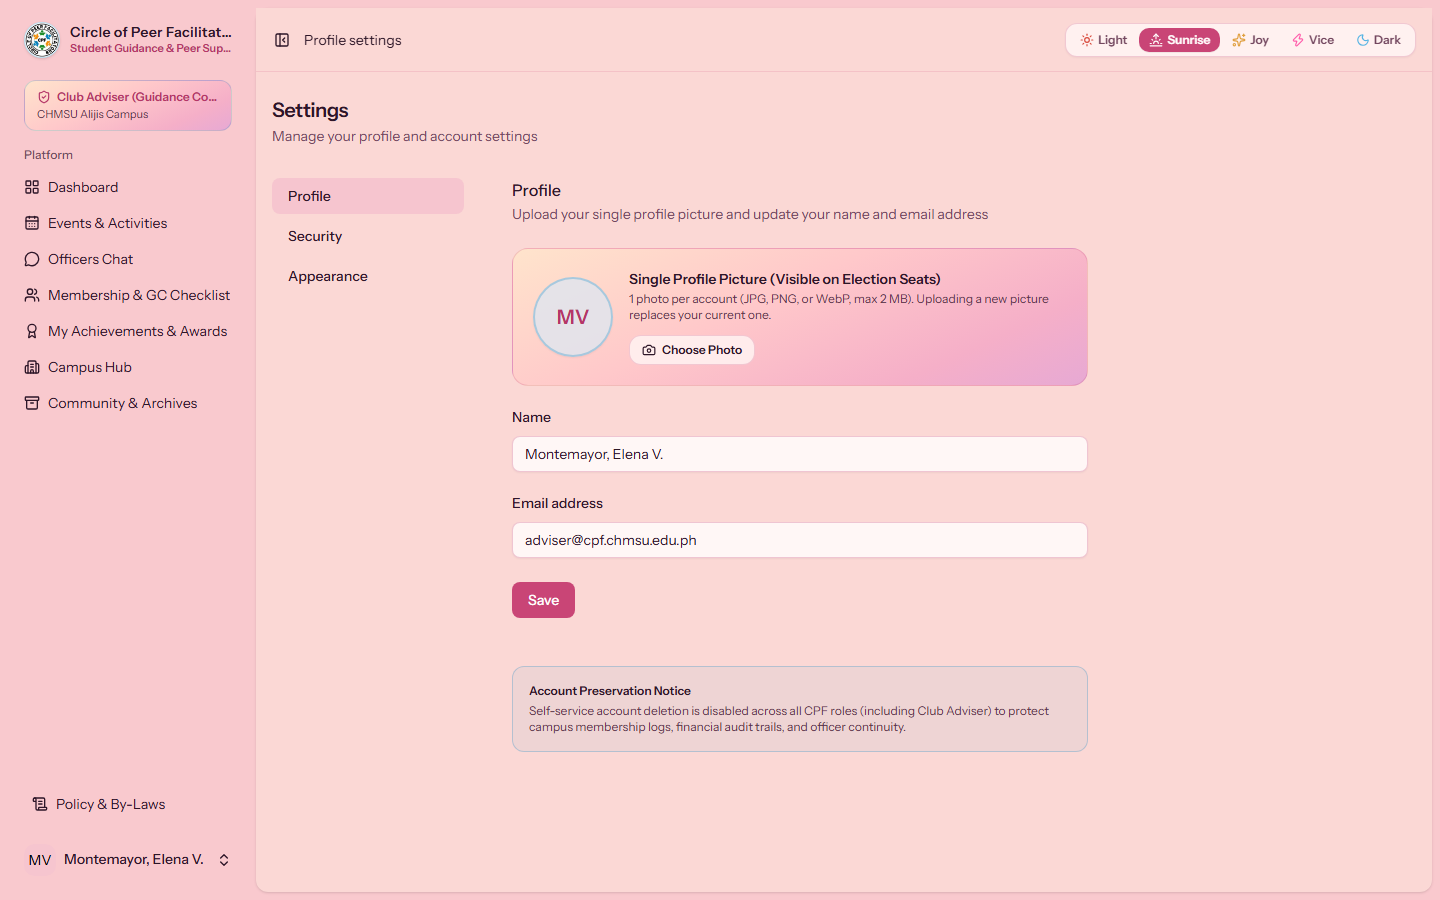 Circle of Peer Facilitat...
Student Guidance & Peer Sup...
Club Adviser (Guidance Co...
CHMSU Alijis Campus
Platform
Dashboard
Events & Activities
Officers Chat
Membership & GC Checklist
My Achievements & Awards
Campus Hub
Community & Archives
Policy & By-Laws
MV Montemayor, Elena V.
Profile settings
Light Sunrise Joy Vice Dark
Settings
Manage your profile and account settings
Profile
Security
Appearance
Profile
Upload your single profile picture and update your name and email address
MV
Single Profile Picture (Visible on Election Seats)
1 photo per account (JPG, PNG, or WebP, max 2 MB). Uploading a new picture
replaces your current one.
Choose Photo
Name
Montemayor, Elena V.
Email address
adviser@cpf.chmsu.edu.ph
Save
Account Preservation Notice
Self-service account deletion is disabled across all CPF roles (including Club Adviser) to protect
campus membership logs, financial audit trails, and officer continuity.